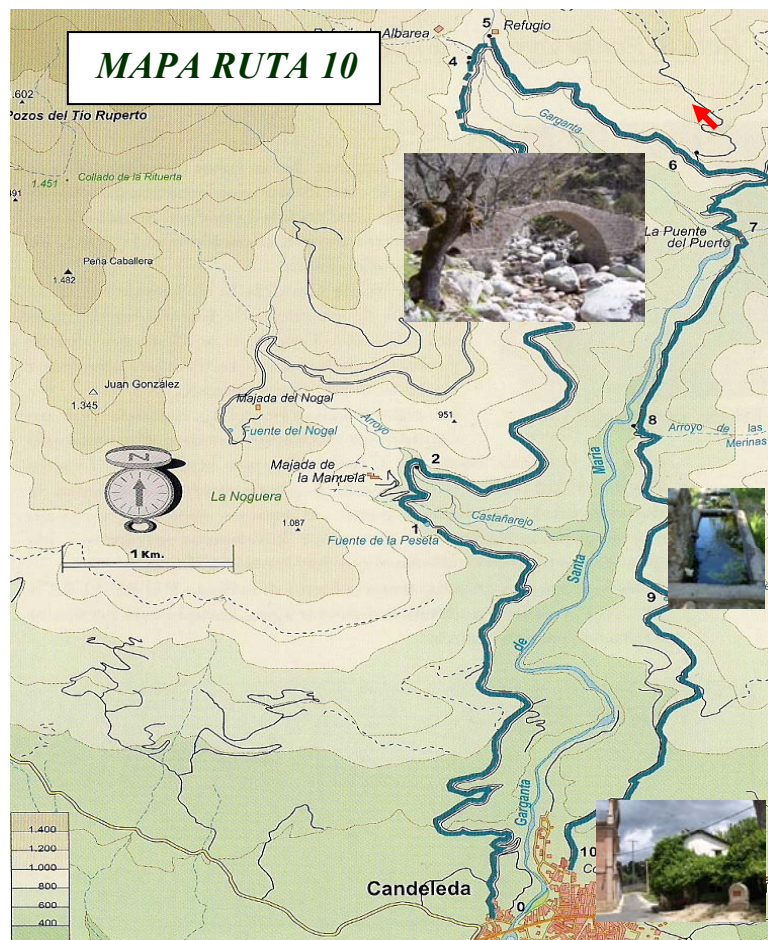 MAPA RUTA 10
5
Refugio
Albarea
4
.602
Pozos del Tío Ruperto
Garganta
6
1.451
Collado de la Rituerta
491
7
La Puente
del Puerto
Peña Caballera
1.482
Juan González
1.345
Majada del Nogal
951
Arroyo
8
Arroyo de las
Merinas
Fuente del Nogal
2
Majada de
la Manuela
María
N
La Noguera
1.087
1
Castañarejo
Fuente de la Peseta
1 Km.
Santa
9
de
Garganta
1.400
1.200
1.000
800
600
400
10
Candeleda
0